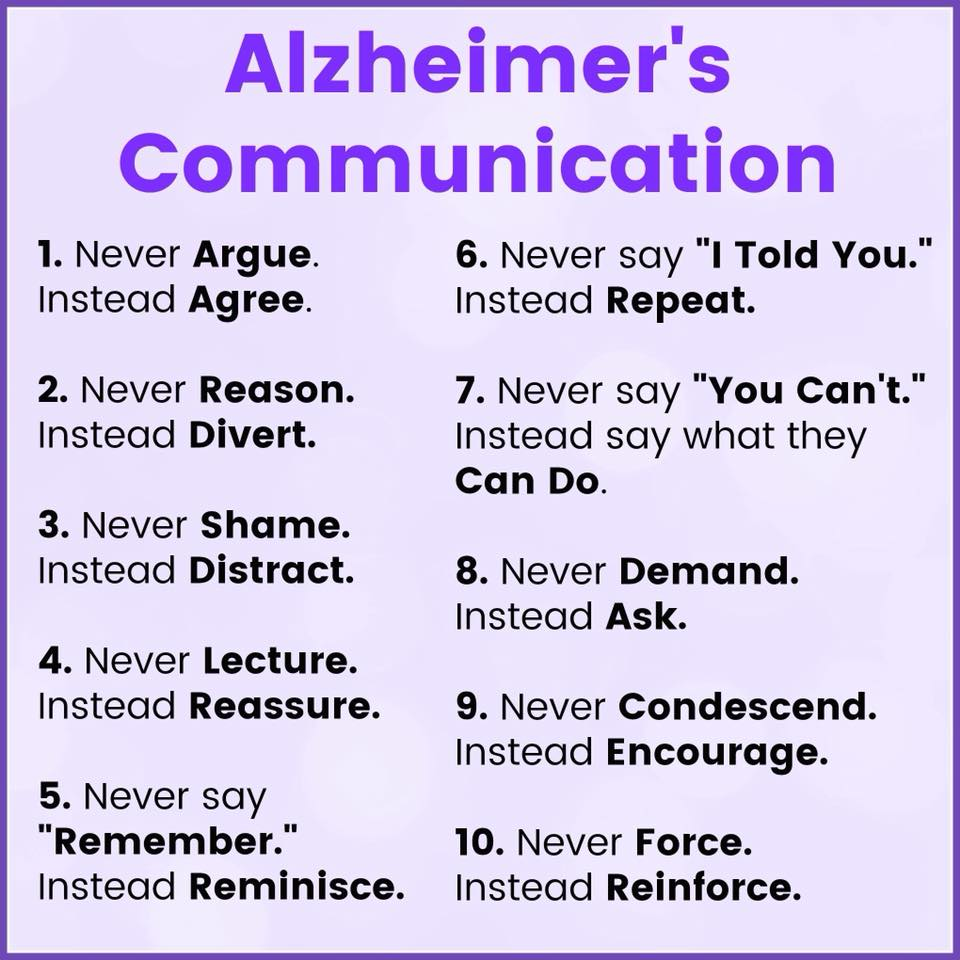 Alzheimer's
Communication
1. Never Argue.
Instead Agree.
2. Never Reason.
Instead Divert.
3. Never Shame.
Instead Distract.
4. Never Lecture.
Instead Reassure.
5. Never say
"Remember."
Instead Reminisce.
6. Never say "I Told You."
Instead Repeat.
7. Never say "You Can't."
Instead say what they
Can Do.
8. Never Demand.
Instead Ask.
9. Never Condescend.
Instead Encourage.
10. Never Force.
Instead Reinforce.